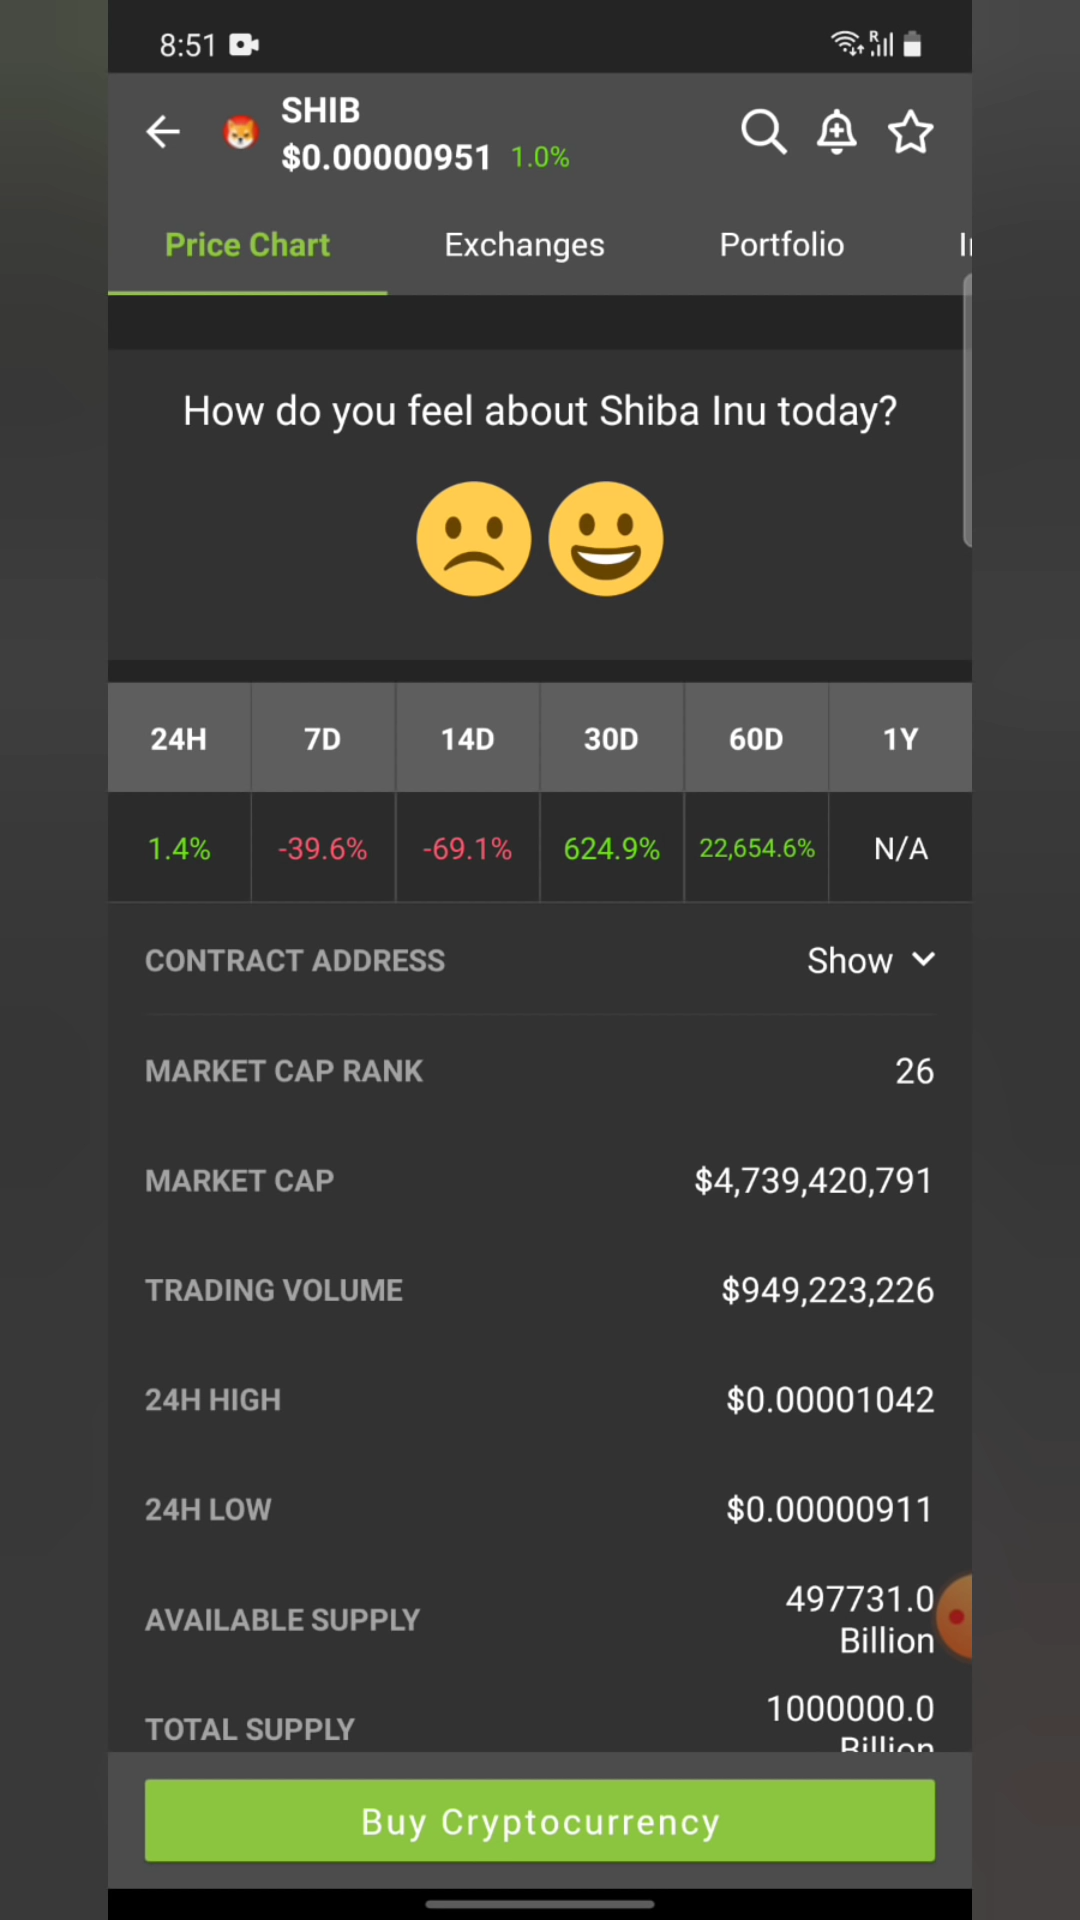 8:51
R
SHIB
$0.00000951 1.0%
Price Chart Exchanges Portfolio
How do you feel about Shiba Inu today?
24H 7D 14D 30D 60D 1Y
1.4% -39.6% -69.1% 624.9% 22,654.6% N/A
CONTRACT ADDRESS Show
MARKET CAP RANK 26
MARKET CAP $4,739,420,791
TRADING VOLUME $949,223,226
24H HIGH $0.00001042
24H LOW $0.00000911
AVAILABLE SUPPLY 497731.0
Billion
TOTAL SUPPLY 1000000.0
Billion
Buy Cryptocurrency